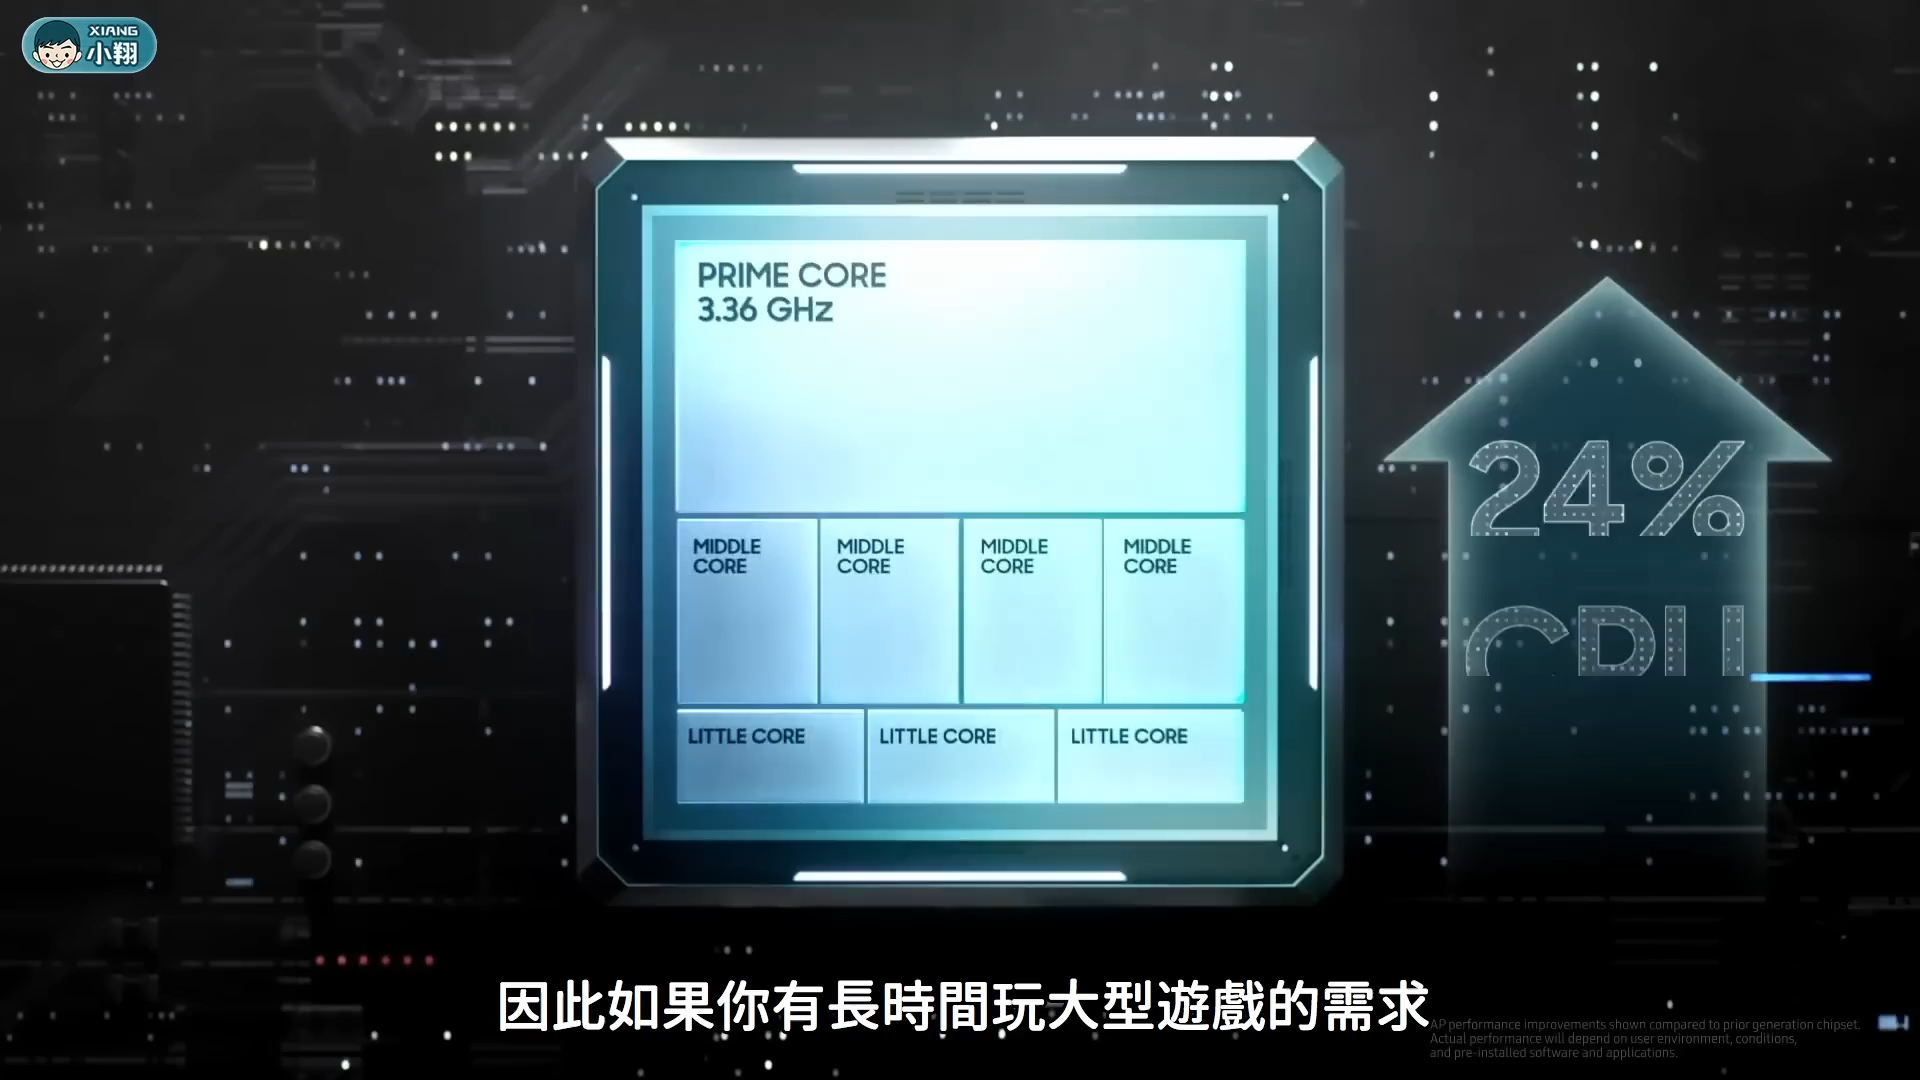 XIANG
小翔
PRIME CORE
3.36 GHz
MIDDLE
CORE
MIDDLE
CORE
MIDDLE
CORE
MIDDLE
CORE
LITTLE CORE
LITTLE CORE
LITTLE CORE
24%
CPU
因此如果你有長時間玩大型遊戲的需求
AP performance improvements shown compared to prior generation chipset.
Actual performance will depend on user environment, conditions,
and pre-installed software and applications.